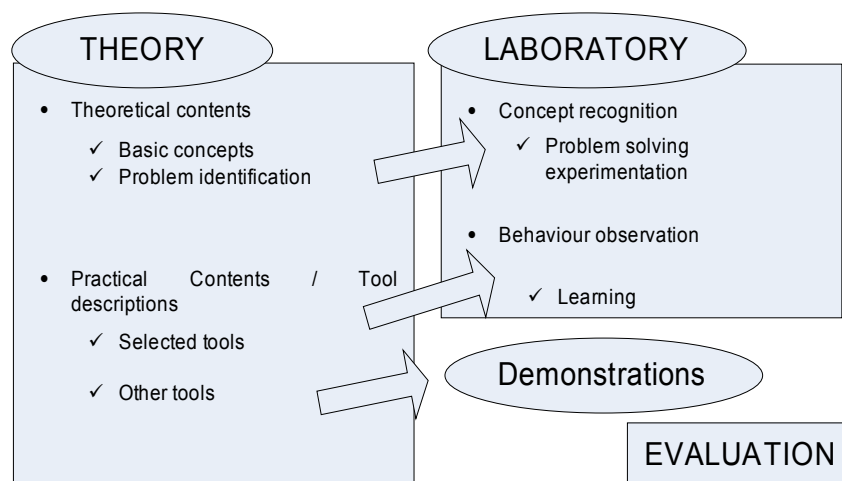 THEORY
• Theoretical contents
✓ Basic concepts
✓ Problem identification
• Practical Contents / Tool
descriptions
✓ Selected tools
✓ Other tools
LABORATORY
• Concept recognition
✓ Problem solving
experimentation
• Behaviour observation
✓ Learning
Demonstrations
EVALUATION